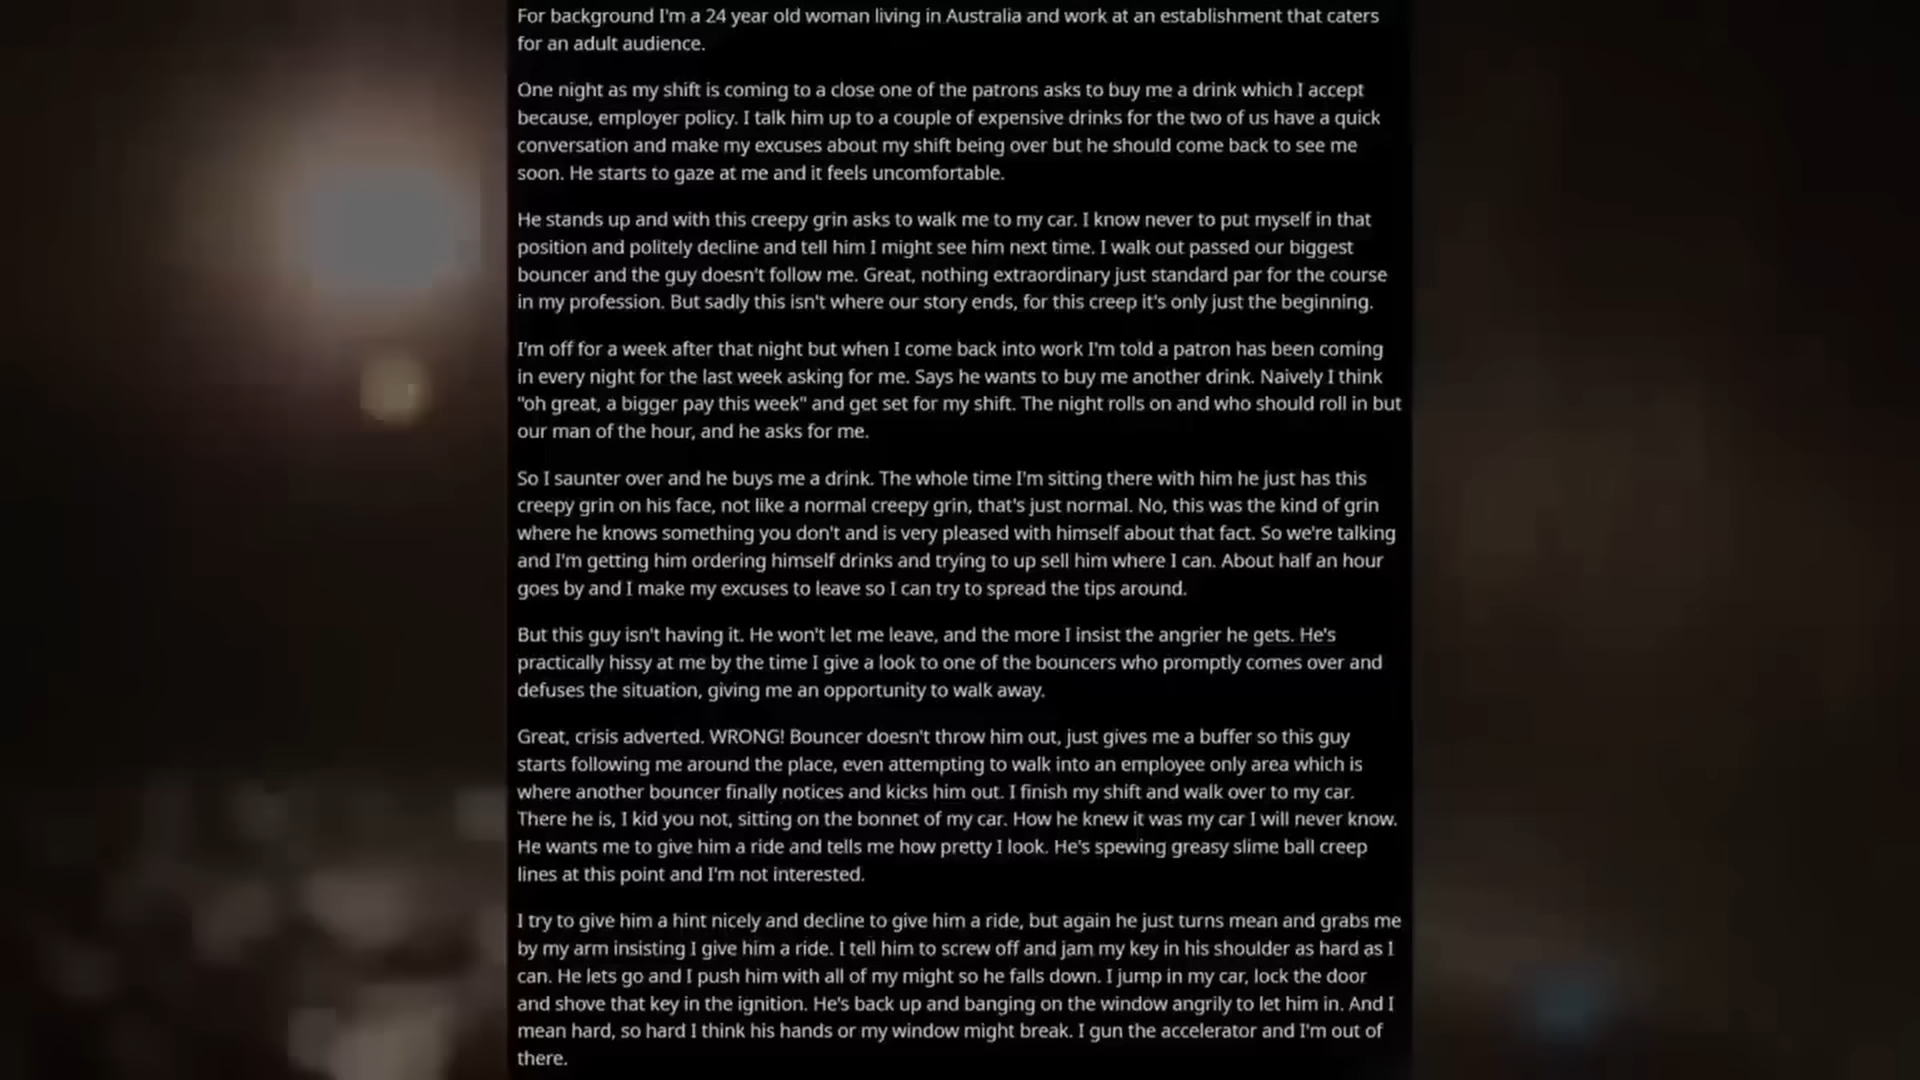 For background I'm a 24 year old woman living in Australia and work at an establishment that caters
for an adult audience.
One night as my shift is coming to a close one of the patrons asks to buy me a drink which I accept
because, employer policy. I talk him up to a couple of expensive drinks for the two of us have a quick
conversation and make my excuses about my shift being over but he should come back to see me
soon. He starts to gaze at me and it feels uncomfortable.
He stands up and with this creepy grin asks to walk me to my car. I know never to put myself in that
position and politely decline and tell him I might see him next time. I walk out passed our biggest
bouncer and the guy doesn't follow me. Great, nothing extraordinary just standard par for the course
in my profession. But sadly this isn't where our story ends, for this creep it's only just the beginning.
I'm off for a week after that night but when I come back into work I'm told a patron has been coming
in every night for the last week asking for me. Says he wants to buy me another drink. Naively I think
"oh great, a bigger pay this week" and get set for my shift. The night rolls on and who should roll in but
our man of the hour, and he asks for me.
So I saunter over and he buys me a drink. The whole time I'm sitting there with him he just has this
creepy grin on his face, not like a normal creepy grin, that's just normal. No, this was the kind of grin
where he knows something you don't and is very pleased with himself about that fact. So we're talking
and I'm getting him ordering himself drinks and trying to up sell him where I can. About half an hour
goes by and I make my excuses to leave so I can try to spread the tips around.
But this guy isn't having it. He won't let me leave, and the more I insist the angrier he gets. He's
practically hissy at me by the time I give a look to one of the bouncers who promptly comes over and
defuses the situation, giving me an opportunity to walk away.
Great, crisis adverted. WRONG! Bouncer doesn't throw him out, just gives me a buffer so this guy
starts following me around the place, even attempting to walk into an employee only area which is
where another bouncer finally notices and kicks him out. I finish my shift and walk over to my car.
There he is, I kid you not, sitting on the bonnet of my car. How he knew it was my car I will never know.
He wants me to give him a ride and tells me how pretty I look. He's spewing greasy slime ball creep
lines at this point and I'm not interested.
I try to give him a hint nicely and decline to give him a ride, but again he just turns mean and grabs me
by my arm insisting I give him a ride. I tell him to screw off and jam my key in his shoulder as hard as I
can. He lets go and I push him with all of my might so he falls down. I jump in my car, lock the door
and shove that key in the ignition. He's back up and banging on the window angrily to let him in. And I
mean hard, so hard I think his hands or my window might break. I gun the accelerator and I'm out of
there.